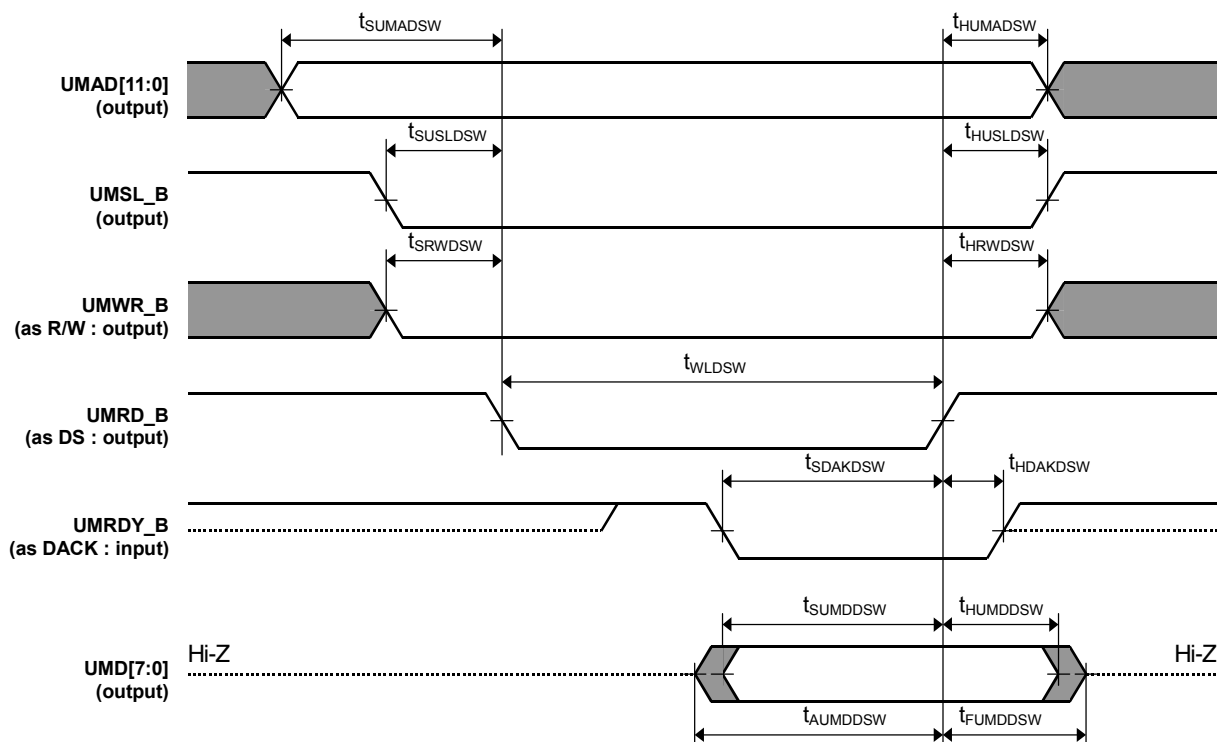 tSUMADSW tHUMADSW
UMAD[11:0]
(output)
tSUSLDSW tHUSLDSW
UMSL_B
(output)
tSRWDSW tHRWDSW
UMWR_B
(as R/W : output)
tWLDSW
UMRD_B
(as DS : output)
tSDAKDSW tHDAKDSW
UMRDY_B
(as DACK : input)
tSUMDDSW tHUMDDSW
Hi-Z Hi-Z
UMD[7:0]
(output)
tAUMDDSW tFUMDDSW